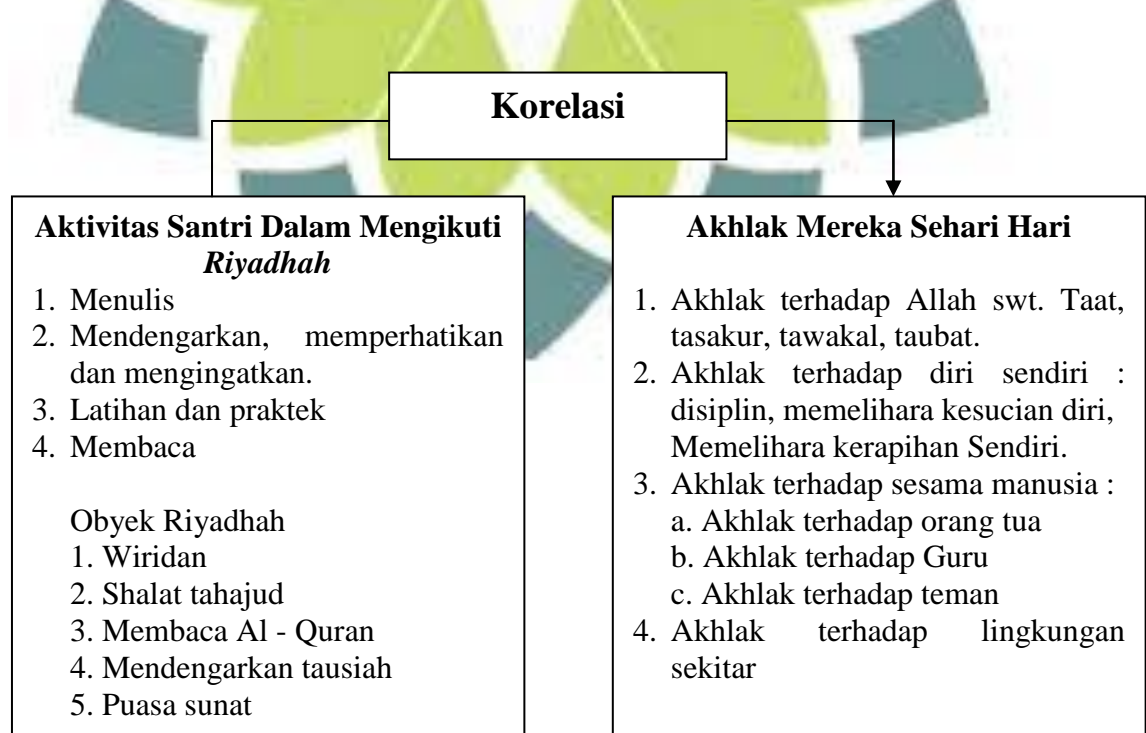 Korelasi
Aktivitas Santri Dalam Mengikuti
Riyadhah
1. Menulis
2. Mendengarkan, memperhatikan
dan mengingatkan.
3. Latihan dan praktek
4. Membaca
Obyek Riyadhah
1. Wiridan
2. Shalat tahajud
3. Membaca Al - Quran
4. Mendengarkan tausiah
5. Puasa sunat
Akhlak Mereka Sehari Hari
1. Akhlak terhadap Allah swt. Taat,
tasakur, tawakal, taubat.
2. Akhlak terhadap diri sendiri :
disiplin, memelihara kesucian diri,
Memelihara kerapihan Sendiri.
3. Akhlak terhadap sesama manusia :
a. Akhlak terhadap orang tua
b. Akhlak terhadap Guru
c. Akhlak terhadap teman
4. Akhlak terhadap lingkungan
sekitar